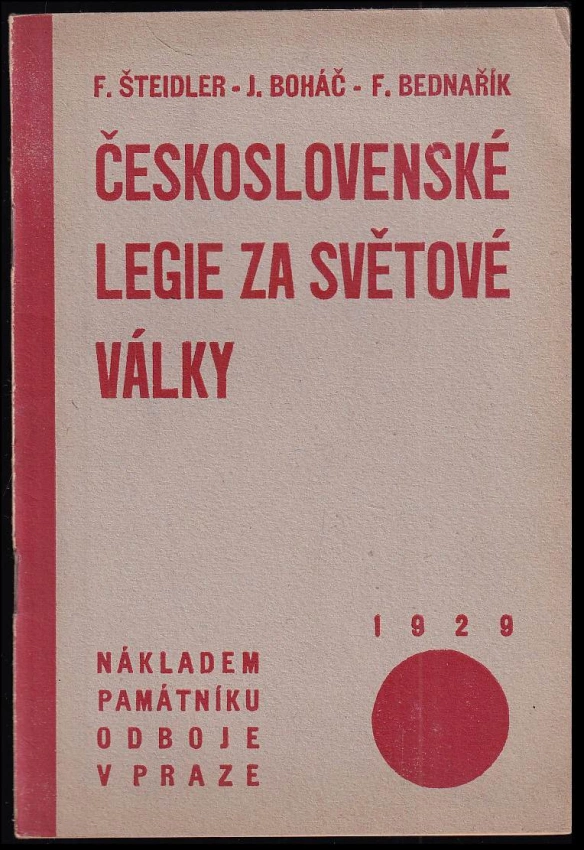 F. ŠTEIDLER - J. BOHÁČ - F. BEDNAŘÍK
ČESKOSLOVENSKÉ
LEGIE ZA SVĚTOVÉ
VÁLKY
1929
NÁKLADEM
PAMÁTNÍKU
ODBOJE
V PRAZE